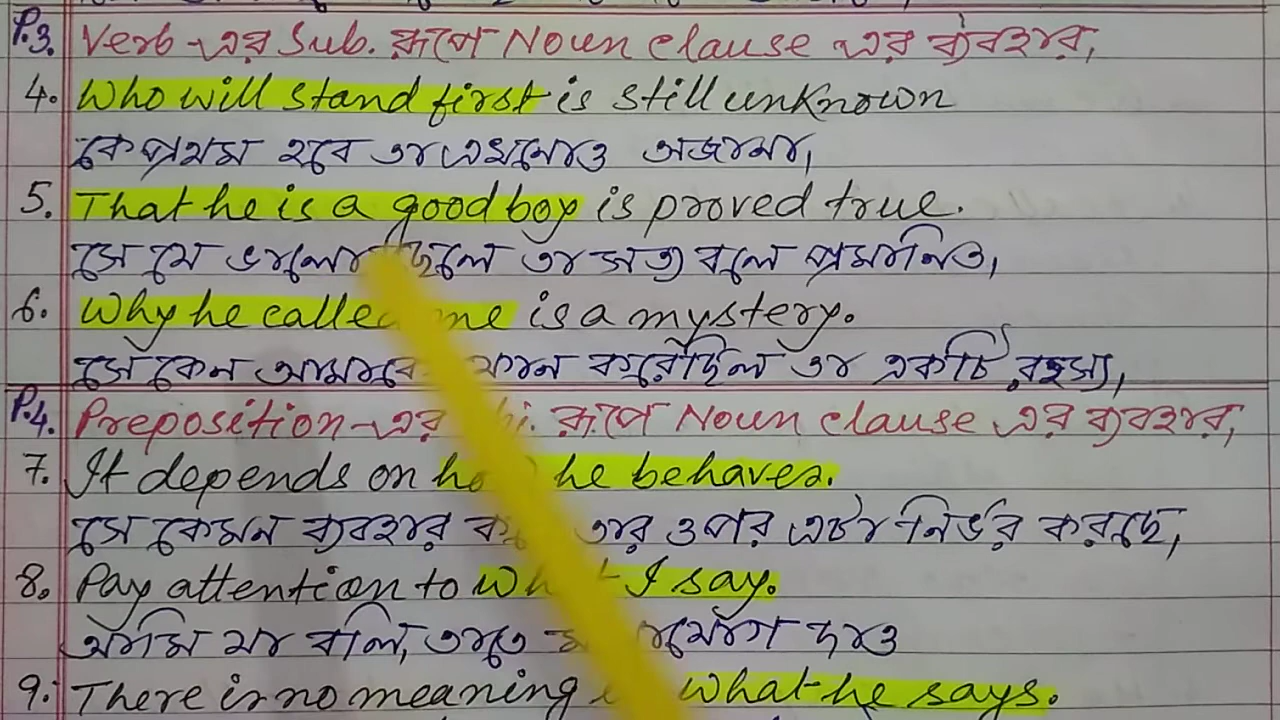 P.3. Verb-এর Sub. রূপে Noun clause এর ব্যবহার,
4. Who will stand first is still unknown
কে প্রথম হবে তা এখনোও অজানা,
5. That he is a good boy is proved true.
সে যে ভালো ছেলে তা সত্য বলে প্রমানিত,
6. Why he called me is a mystery.
সে কেন আমাকে ফোন করেছিল তা একটি রহস্য,
P.4. Preposition-এর রূপে Noun clause এর ব্যবহার,
7. It depends on he behaves.
সে কেমন ব্যবহার তার ওপর এটা নির্ভর করছে,
8. Pay attention to I say.
আমি যা বলি, তাতে দাও
9. There is no meaning what he says.